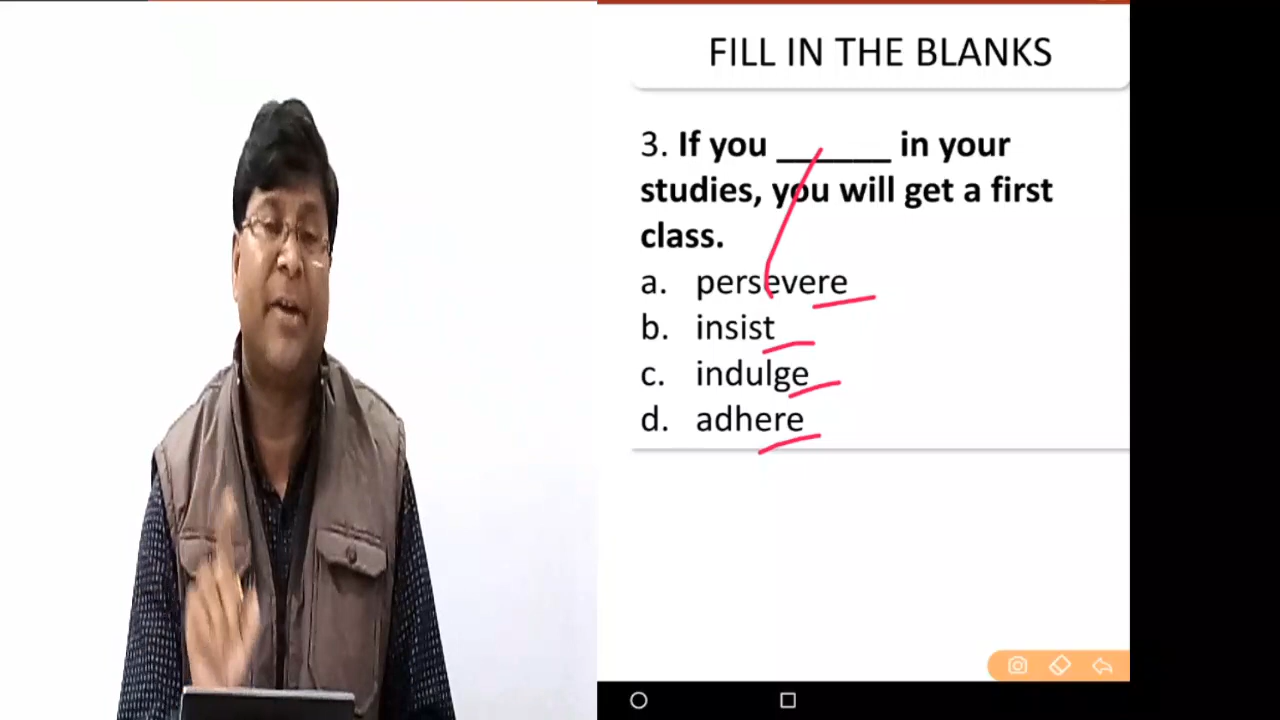 FILL IN THE BLANKS
3. If you ______ in your
studies, you will get a first
class.
a. persevere
b. insist
c. indulge
d. adhere